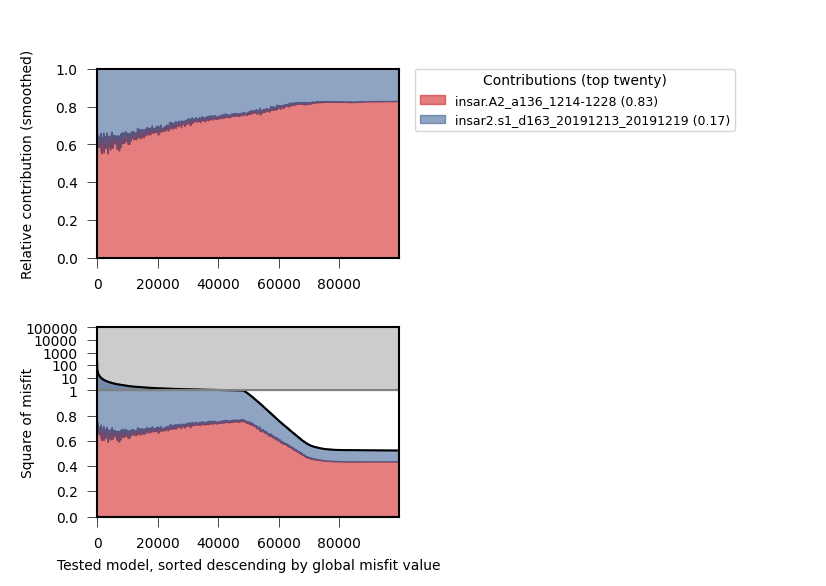 Relative contribution (smoothed)
1.0
0.8
0.6
0.4
0.2
0.0
0 20000 40000 60000 80000
Contributions (top twenty)
insar.A2_a136_1214-1228 (0.83)
insar2.s1_d163_20191213_20191219 (0.17)
Square of misfit
100000
10000
1000
100
10
1
0.8
0.6
0.4
0.2
0.0
0 20000 40000 60000 80000
Tested model, sorted descending by global misfit value